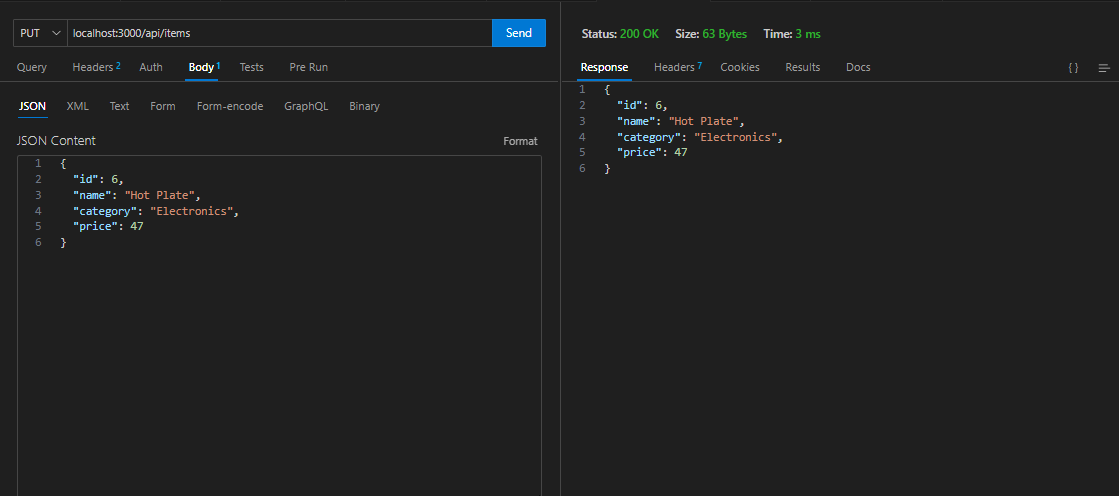 PUT localhost:3000/api/items Send
Query Headers 2 Auth Body 1 Tests Pre Run
JSON XML Text Form Form-encode GraphQL Binary
JSON Content Format
1 {
2 "id": 6,
3 "name": "Hot Plate",
4 "category": "Electronics",
5 "price": 47
6 }
Status: 200 OK Size: 63 Bytes Time: 3 ms
Response Headers 7 Cookies Results Docs { }
1 {
2 "id": 6,
3 "name": "Hot Plate",
4 "category": "Electronics",
5 "price": 47
6 }